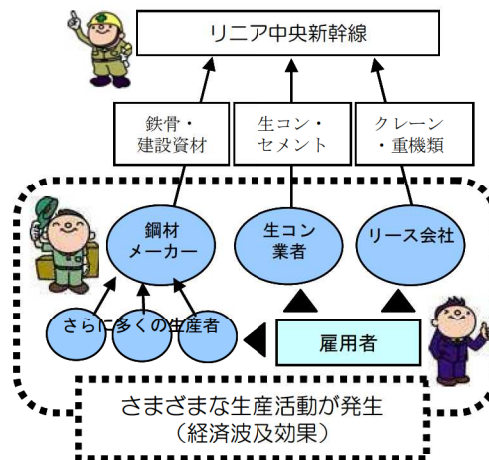 リニア中央新幹線
鉄骨・
建設資材
生コン・
セメント
クレーン
・重機類
鋼材
メーカー
生コン
業者
リース会社
さらに多くの生産者
雇用者
さまざまな生産活動が発生
（経済波及効果）